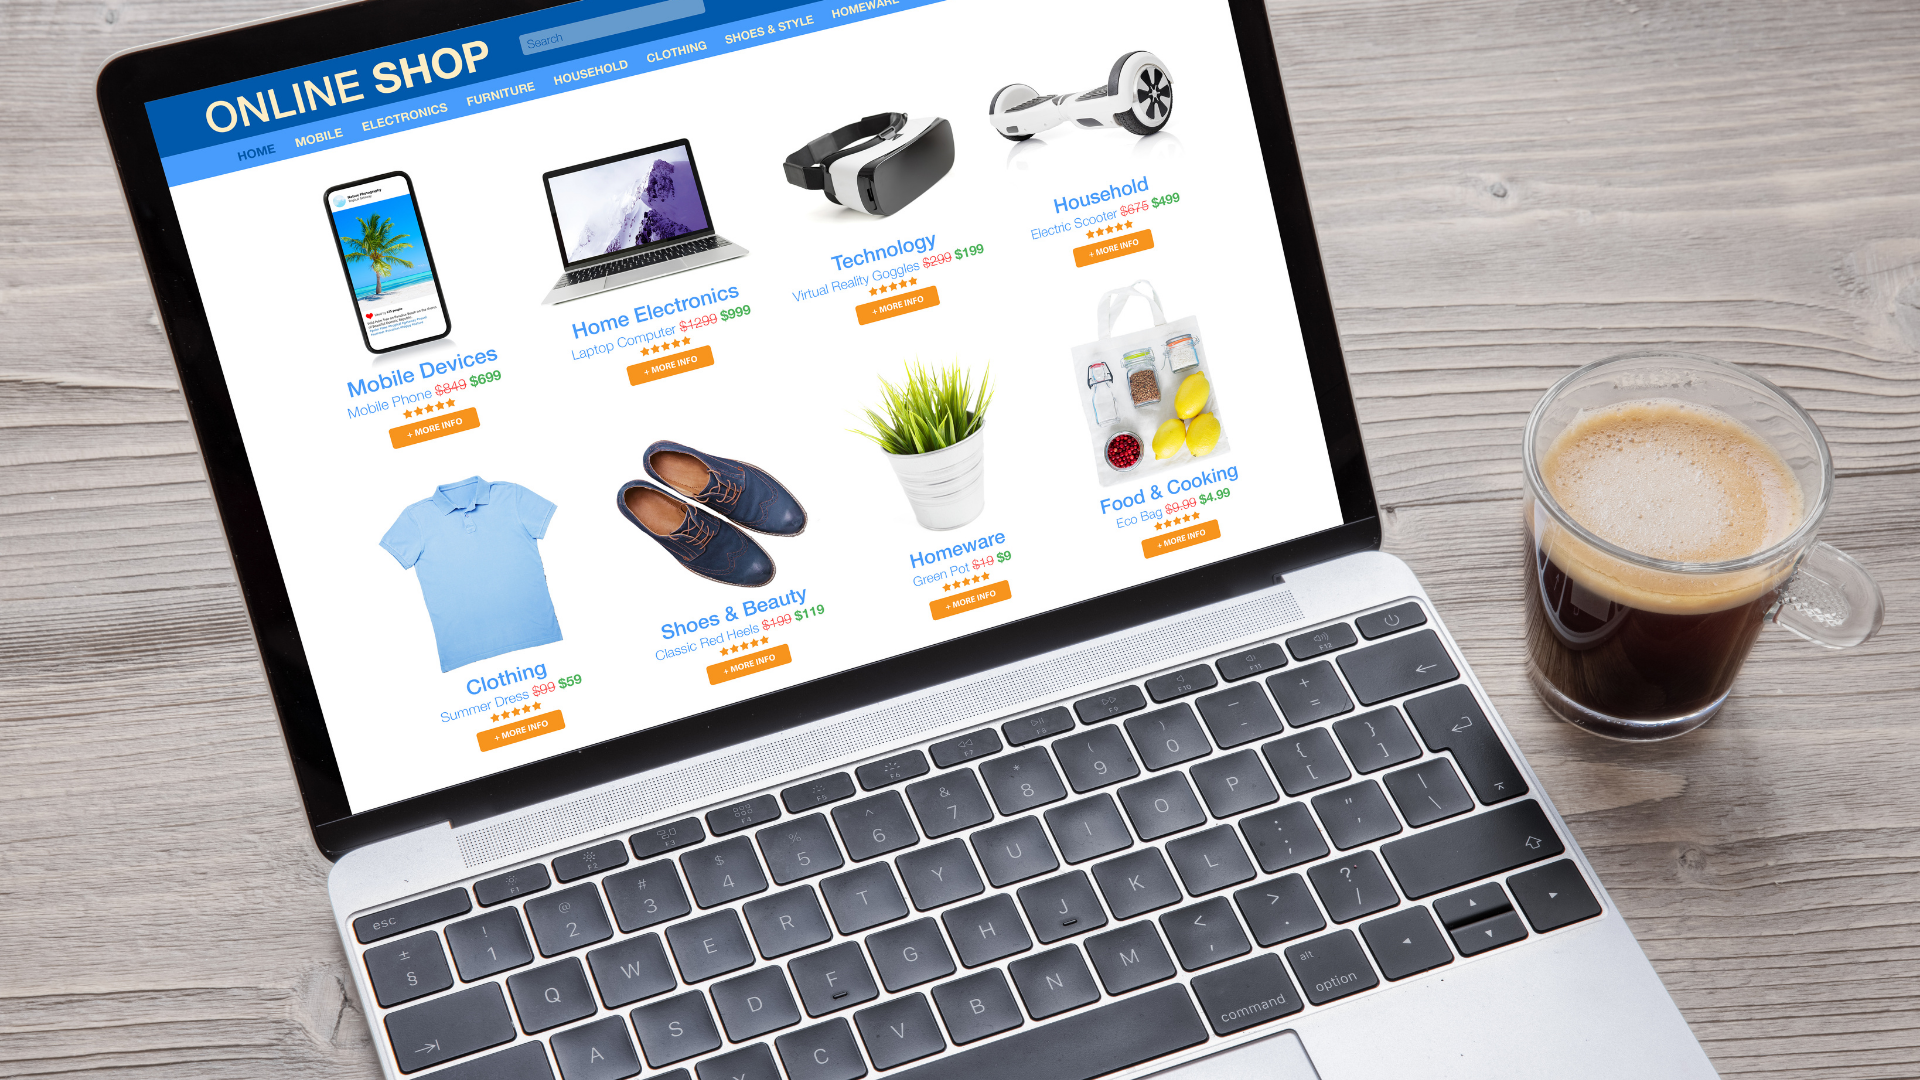 ONLINE SHOP
Search
HOME MOBILE ELECTRONICS FURNITURE HOUSEHOLD CLOTHING SHOES & STYLE HOMEWARE
Mobile Devices
Mobile Phone $849 $699
+ MORE INFO
Home Electronics
Laptop Computer $1299 $999
+ MORE INFO
Technology
Virtual Reality Goggles $299 $199
+ MORE INFO
Household
Electric Scooter $675 $499
+ MORE INFO
Clothing
Summer Dress $99 $59
+ MORE INFO
Shoes & Beauty
Classic Red Heels $199 $119
+ MORE INFO
Homeware
Green Pot $19 $9
+ MORE INFO
Food & Cooking
Eco Bag $9.99 $4.99
+ MORE INFO
esc F1 F2 F3 F4 F5 F6 F7 F8 F9 F10 F11 F12
± ! @ # $ % ^ & * ( ) — +
§ 1 2 3 4 5 6 7 8 9 0 - =
Q W E R T Y U I O P { [ } ]
A S D F G H J K L : ; " ' | \
C V B N M < , > . ? /
command alt option